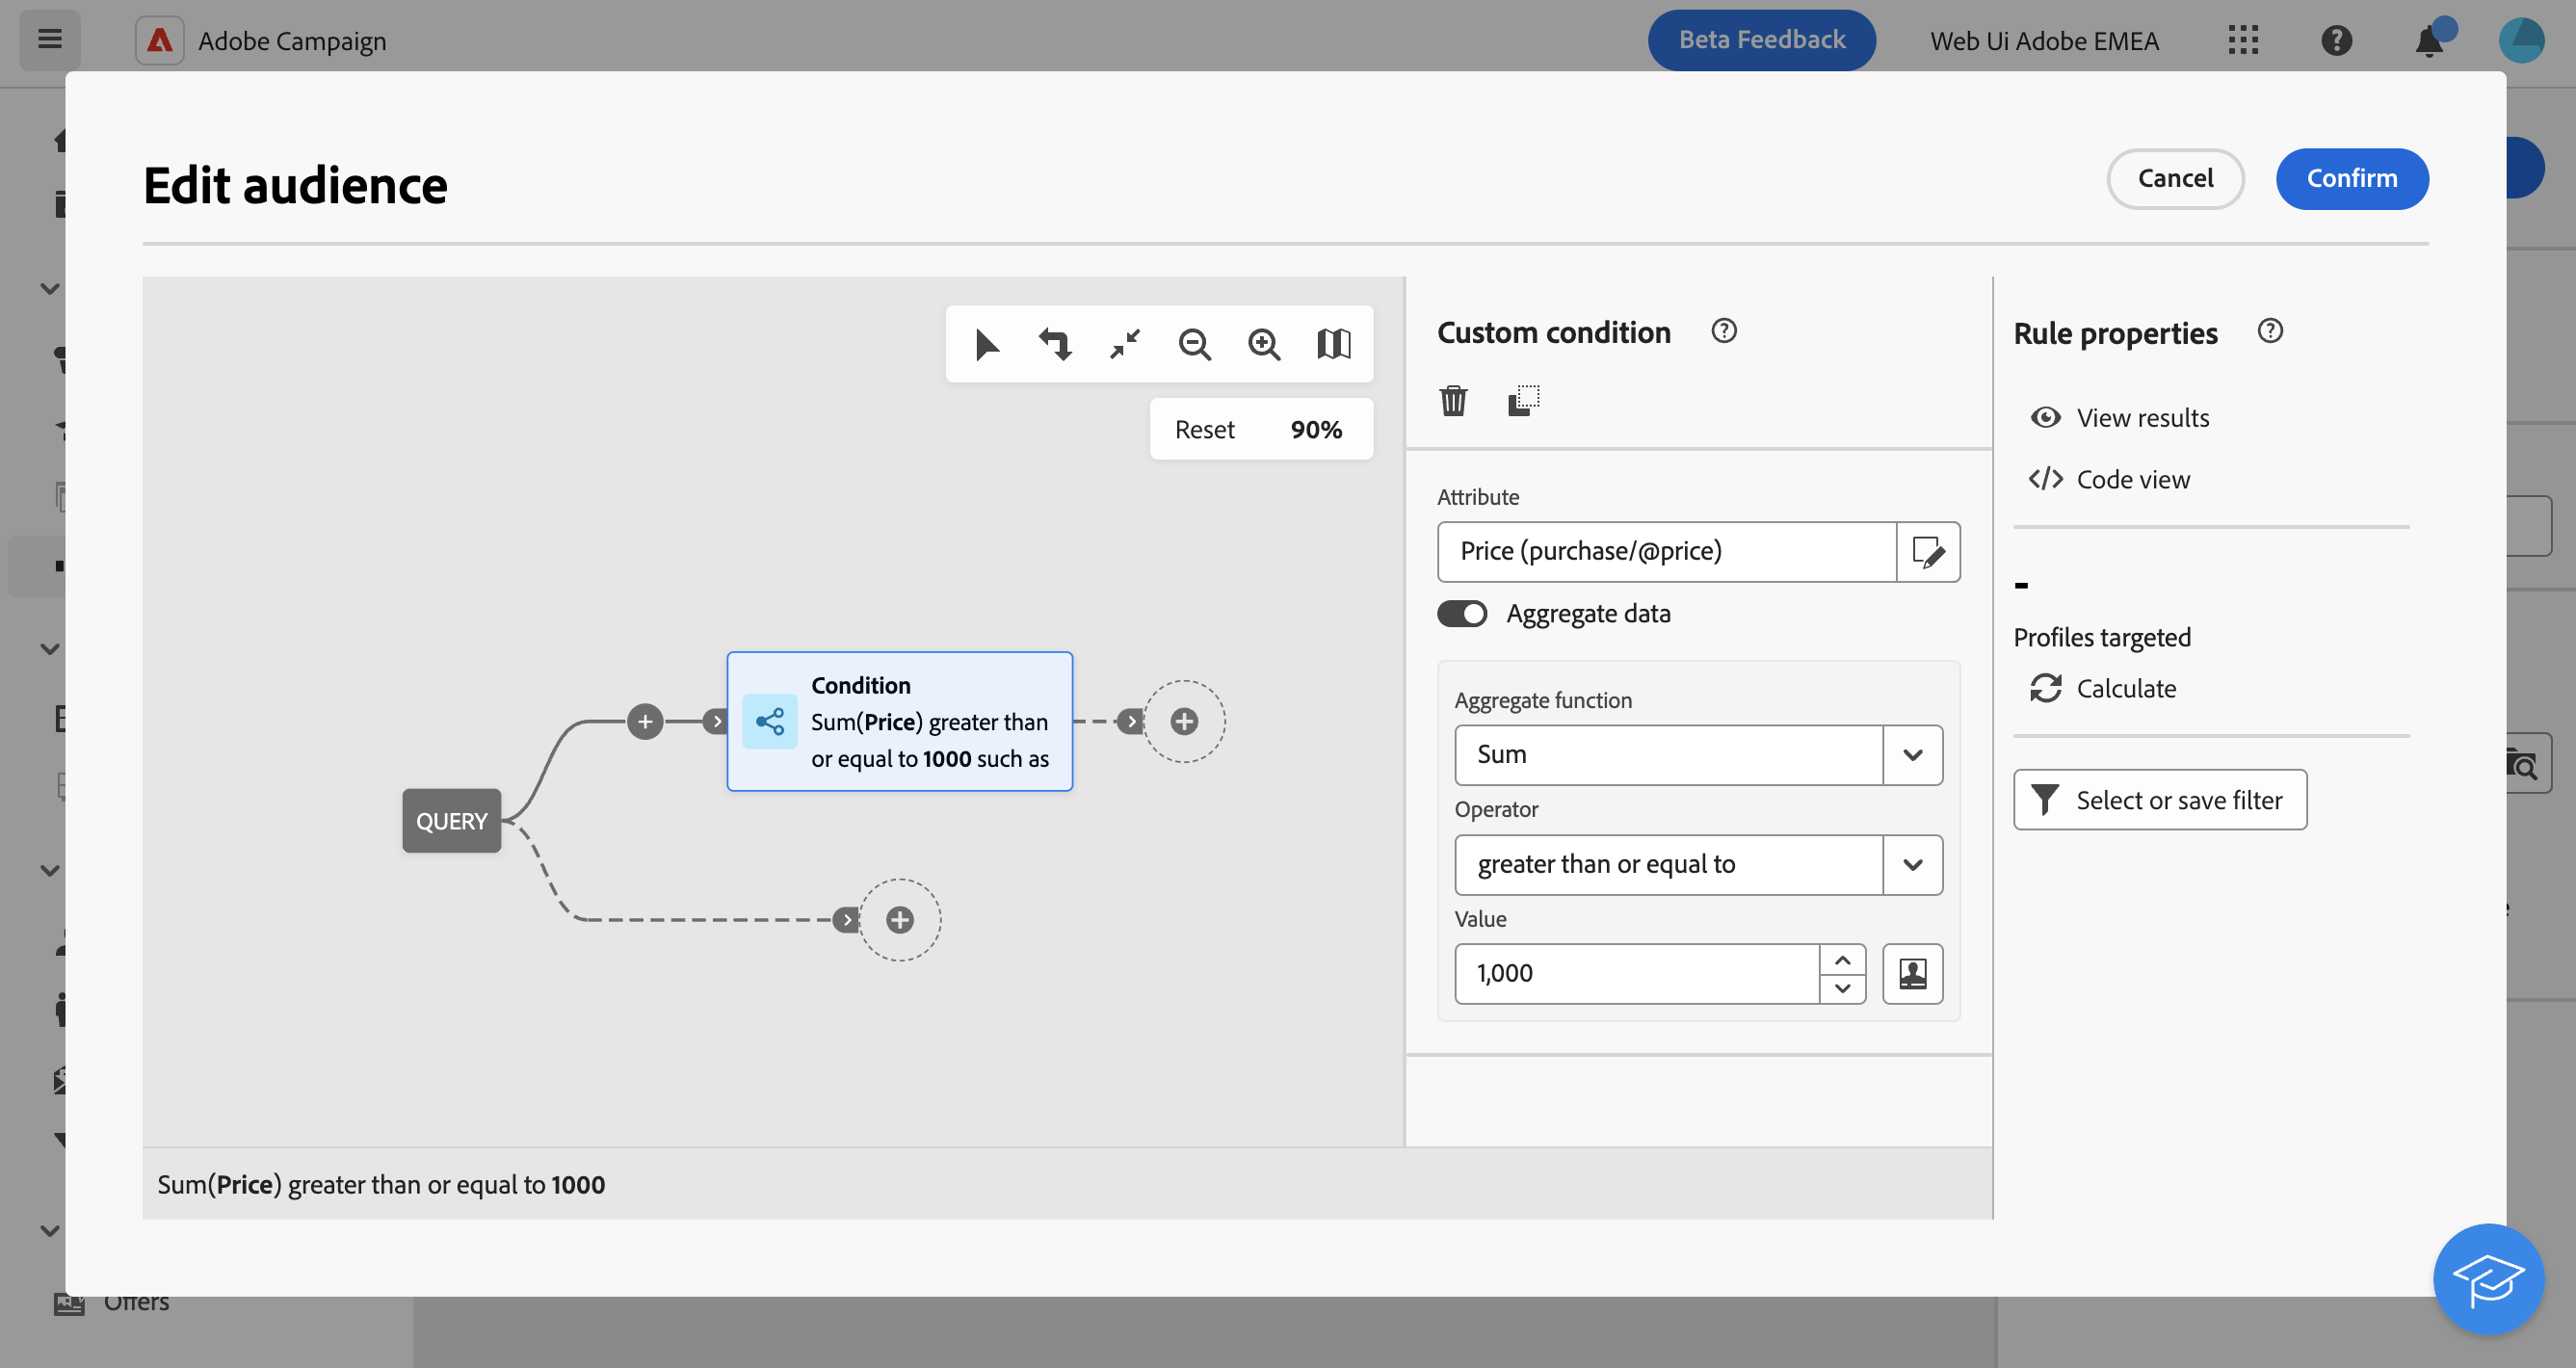 Adobe Campaign
Beta Feedback
Web Ui Adobe EMEA
Edit audience
Cancel
Confirm
Reset
90%
QUERY
Condition
Sum(Price) greater than
or equal to 1000 such as
Sum(Price) greater than or equal to 1000
Custom condition
Attribute
Price (purchase/@price)
Aggregate data
Aggregate function
Sum
Operator
greater than or equal to
Value
1,000
Rule properties
View results
Code view
-
Profiles targeted
Calculate
Select or save filter
Offers